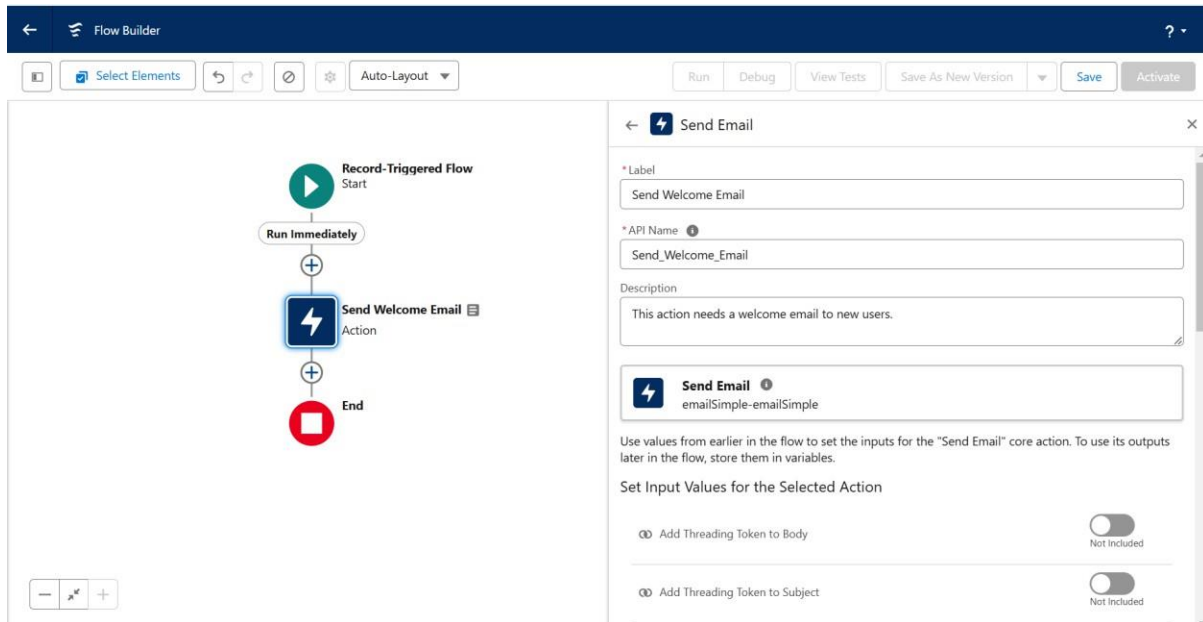 Flow Builder
?
Select Elements
Auto-Layout
Run
Debug
View Tests
Save As New Version
Save
Activate
Record-Triggered Flow
Start
Run Immediately
Send Welcome Email
Action
End
Send Email
*Label
Send Welcome Email
*API Name
Send_Welcome_Email
Description
This action needs a welcome email to new users.
Send Email
emailSimple-emailSimple
Use values from earlier in the flow to set the inputs for the "Send Email" core action. To use its outputs
later in the flow, store them in variables.
Set Input Values for the Selected Action
Add Threading Token to Body
Not Included
Add Threading Token to Subject
Not Included